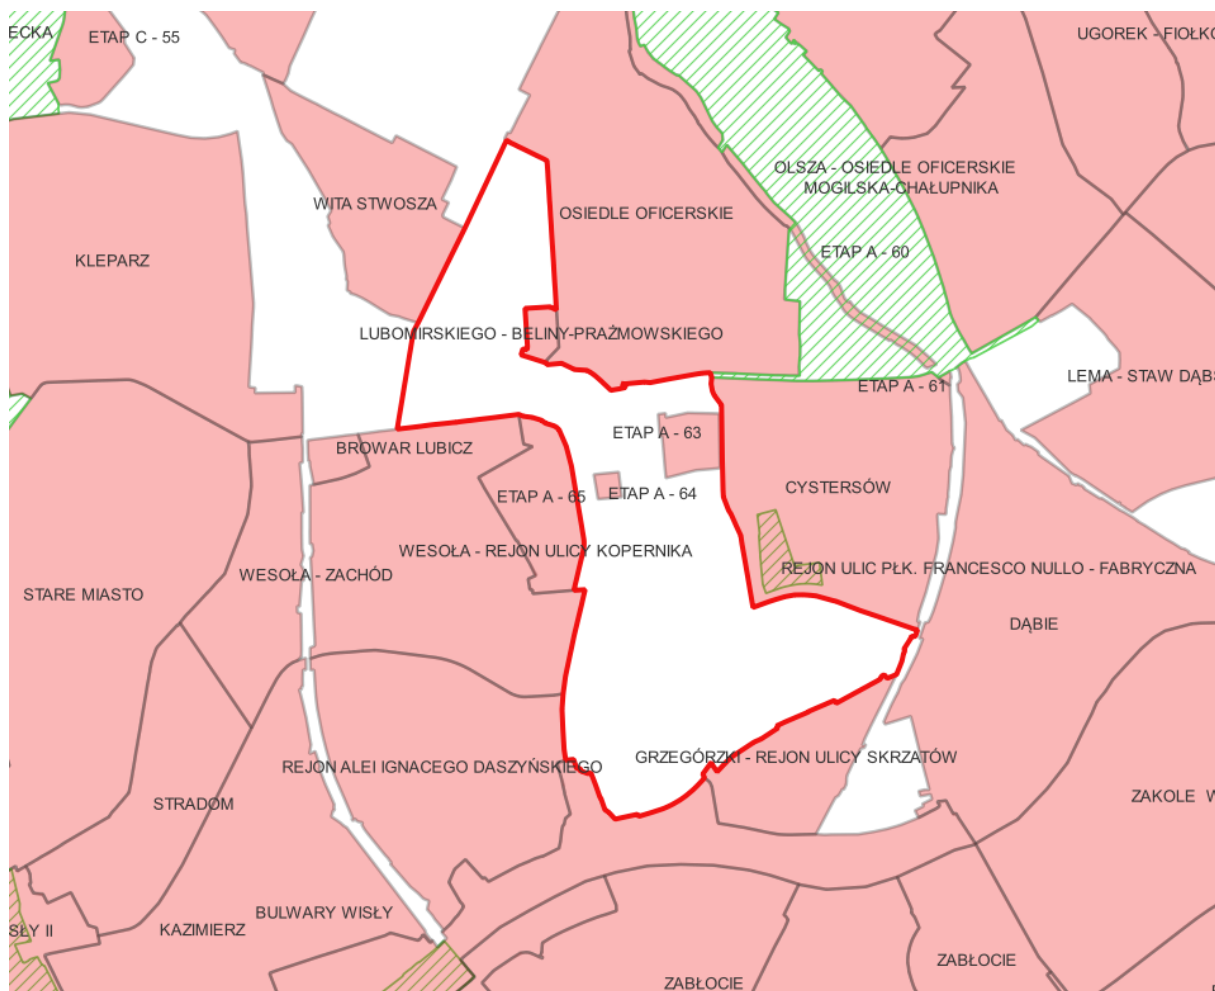 ECKA
ETAP C - 55
UGOREK - FIOŁKO
OLSZA - OSIEDLE OFICERSKIE
MOGILSKA-CHAŁUPNIKA
WITA STWOSZA
OSIEDLE OFICERSKIE
ETAP A - 60
KLEPARZ
LUBOMIRSKIEGO - BELINY-PRAŻMOWSKIEGO
LEMA - STAW DĄBS
ETAP A - 61
ETAP A - 63
BROWAR LUBICZ
CYSTERSÓW
ETAP A - 65
ETAP A - 64
WESOŁA - REJON ULICY KOPERNIKA
REJON ULIC PŁK. FRANCESCO NULLO - FABRYCZNA
WESOŁA - ZACHÓD
STARE MIASTO
DĄBIE
GRZEGÓRZKI - REJON ULICY SKRZATÓW
REJON ALEI IGNACEGO DASZYŃSKIEGO
ZAKOLE W
STRADOM
BULWARY WISŁY
SŁY II
KAZIMIERZ
ZABŁOCIE
ZABŁOCIE